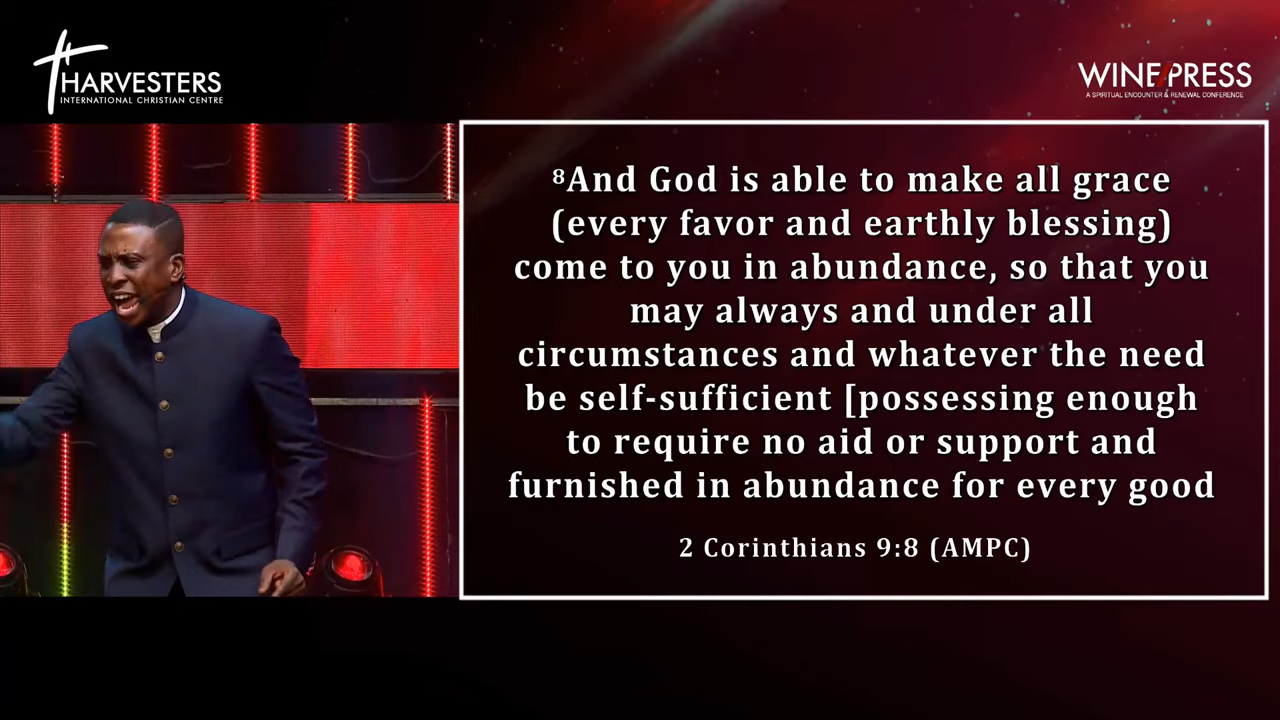 HARVESTERS
INTERNATIONAL CHRISTIAN CENTRE
WINEPRESS
A SPIRITUAL ENCOUNTER & RENEWAL CONFERENCE
⁸And God is able to make all grace
(every favor and earthly blessing)
come to you in abundance, so that you
may always and under all
circumstances and whatever the need
be self-sufficient [possessing enough
to require no aid or support and
furnished in abundance for every good
2 Corinthians 9:8 (AMPC)